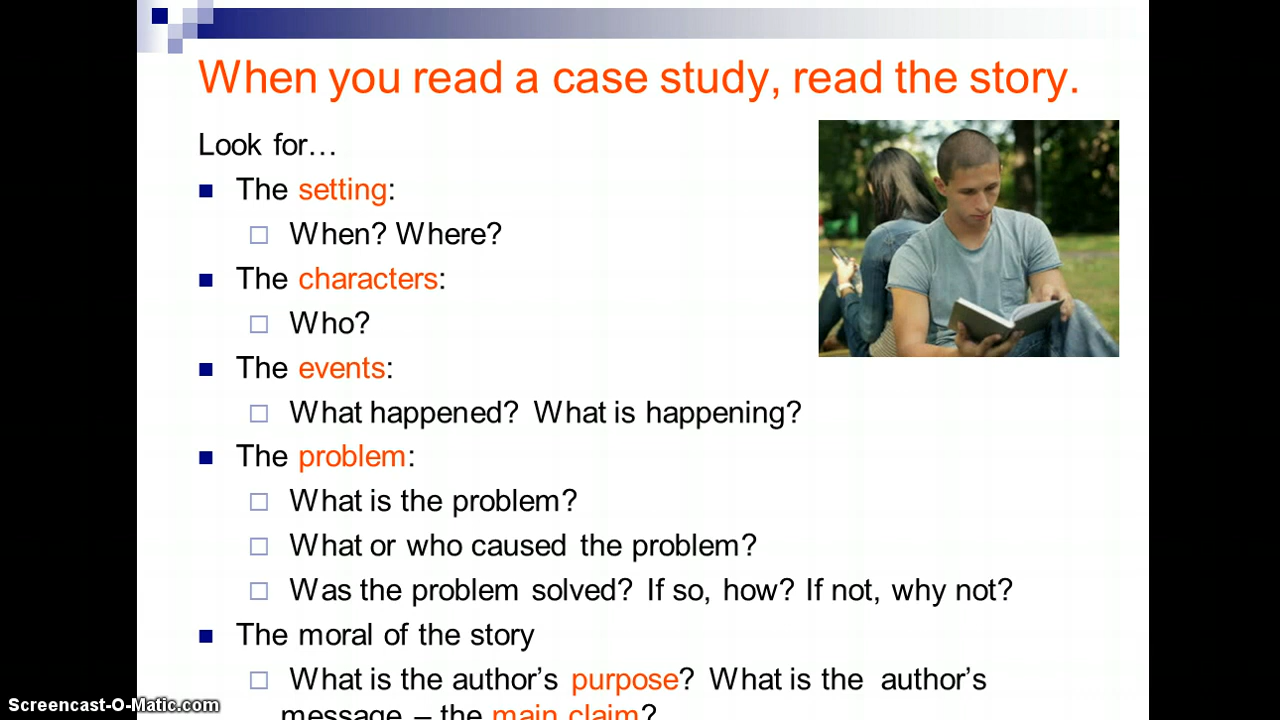 When you read a case study, read the story.
Look for…
The setting:
When? Where?
The characters:
Who?
The events:
What happened? What is happening?
The problem:
What is the problem?
What or who caused the problem?
Was the problem solved? If so, how? If not, why not?
The moral of the story
What is the author’s purpose? What is the author’s
message – the main claim?
Screencast-O-Matic.com